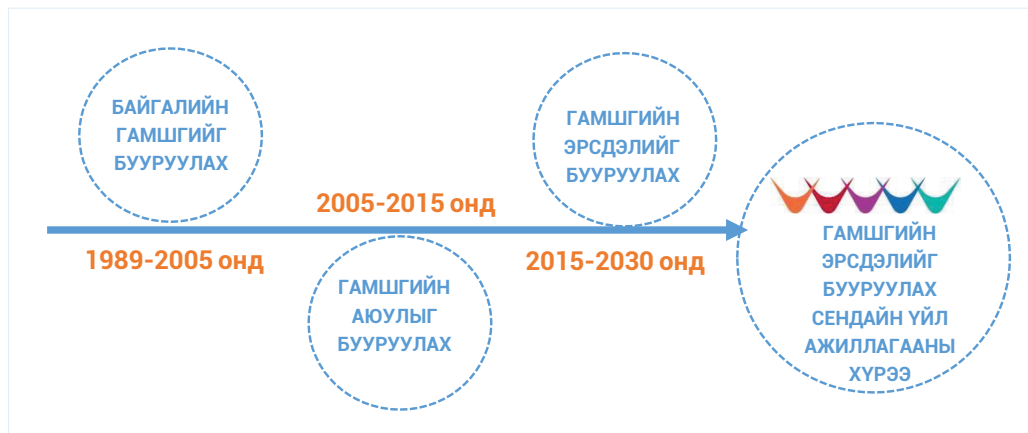 БАЙГАЛИЙН
ГАМШГИЙГ
БУУРУУЛАХ
1989-2005 онд
2005-2015 онд
ГАМШГИЙН
АЮУЛЫГ
БУУРУУЛАХ
ГАМШГИЙН
ЭРСДЭЛИЙГ
БУУРУУЛАХ
2015-2030 онд
ГАМШГИЙН
ЭРСДЭЛИЙГ
БУУРУУЛАХ
СЕНДАЙН ҮЙЛ
АЖИЛЛАГААНЫ
ХҮРЭЭ